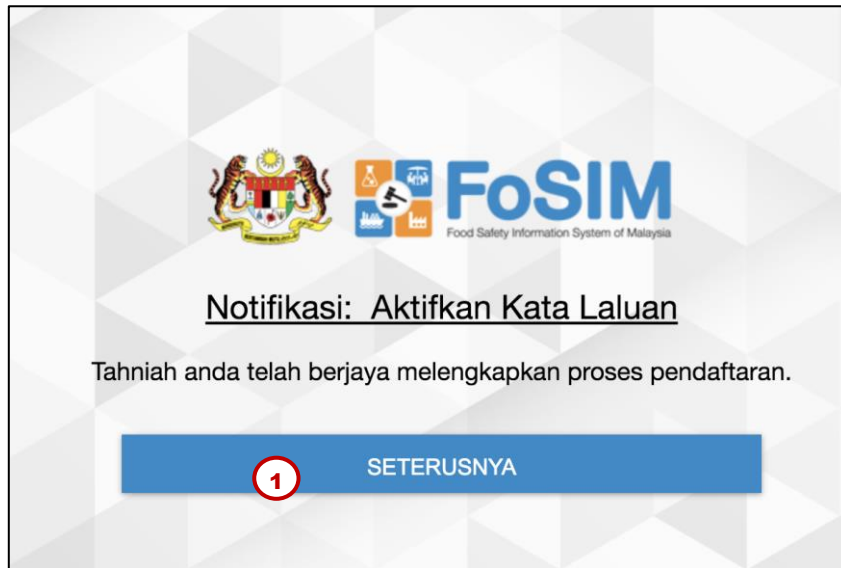 FoSIM
Food Safety Information System of Malaysia
Notifikasi: Aktifkan Kata Laluan
Tahniah anda telah berjaya melengkapkan proses pendaftaran.
SETERUSNYA
1